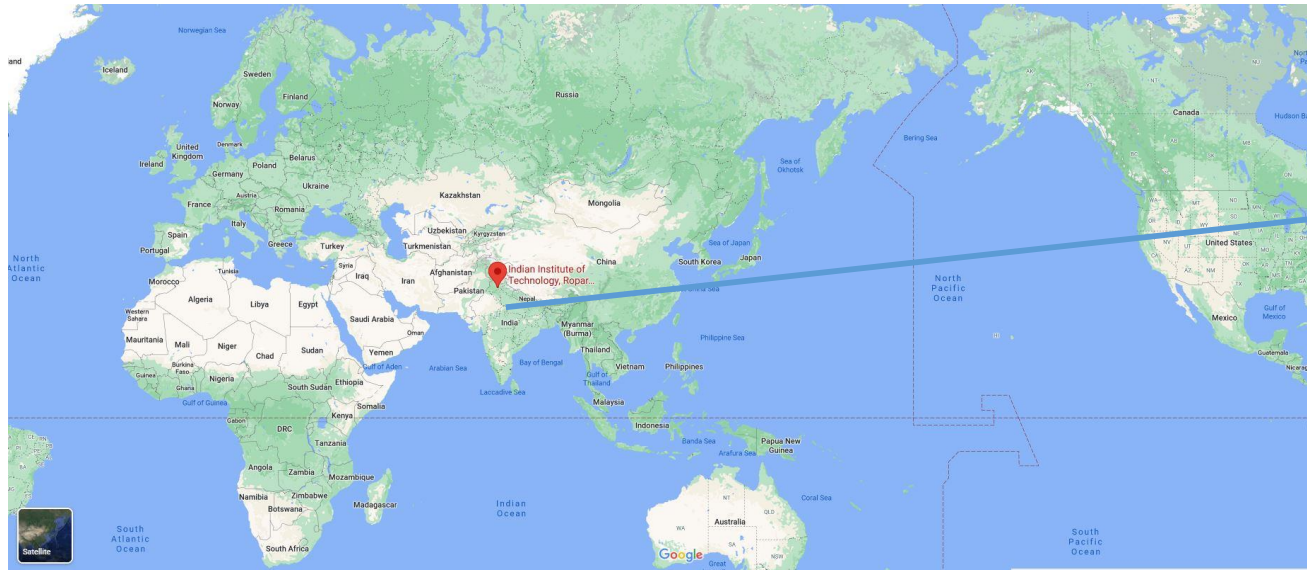 Norwegian Sea
Iceland
Sweden
Finland
Norway
Russia
Canada
Hudson Ba
United
Kingdom
Denmark
Ireland
Belarus
Poland
Germany
Ukraine
Austria
France
Romania
Italy
Spain
Portugal
Greece
Turkey
Kazakhstan
Mongolia
Uzbekistan
Kyrgyzstan
Turkmenistan
Bering Sea
Sea of
Okhotsk
Sea of Japan
South Korea
Japan
China
United States
North
Atlantic
Ocean
Tunisia
Morocco
Syria
Iraq
Iran
Afghanistan
Pakistan
Indian Institute of
Technology, Ropar...
Nepal
North
Pacific
Ocean
Gulf of
Mexico
Mexico
Algeria
Libya
Egypt
Western
Sahara
Saudi Arabia
Oman
India
Myanmar
(Burma)
Mauritania
Mali
Niger
Chad
Sudan
Yemen
Gulf of Aden
Arabian Sea
Bay of Bengal
Thailand
Vietnam
Philippine Sea
Philippines
Guatemala
Nicarag
Burkina
Faso
Guinea
Ghana
Nigeria
South Sudan
Ethiopia
Gulf of Guinea
Somalia
Laccadive Sea
Gulf of
Thailand
Malaysia
Gabon
DRC
Kenya
Tanzania
Indonesia
Banda Sea
Arafura Sea
Papua New
Guinea
Angola
Zambia
Mozambique
Namibia
Zimbabwe
Botswana
Madagascar
South Africa
Indian
Ocean
NT
QLD
WA
Australia
SA
NSW
Coral Sea
South
Atlantic
Ocean
South
Pacific
Ocean
Satellite
Google
Great